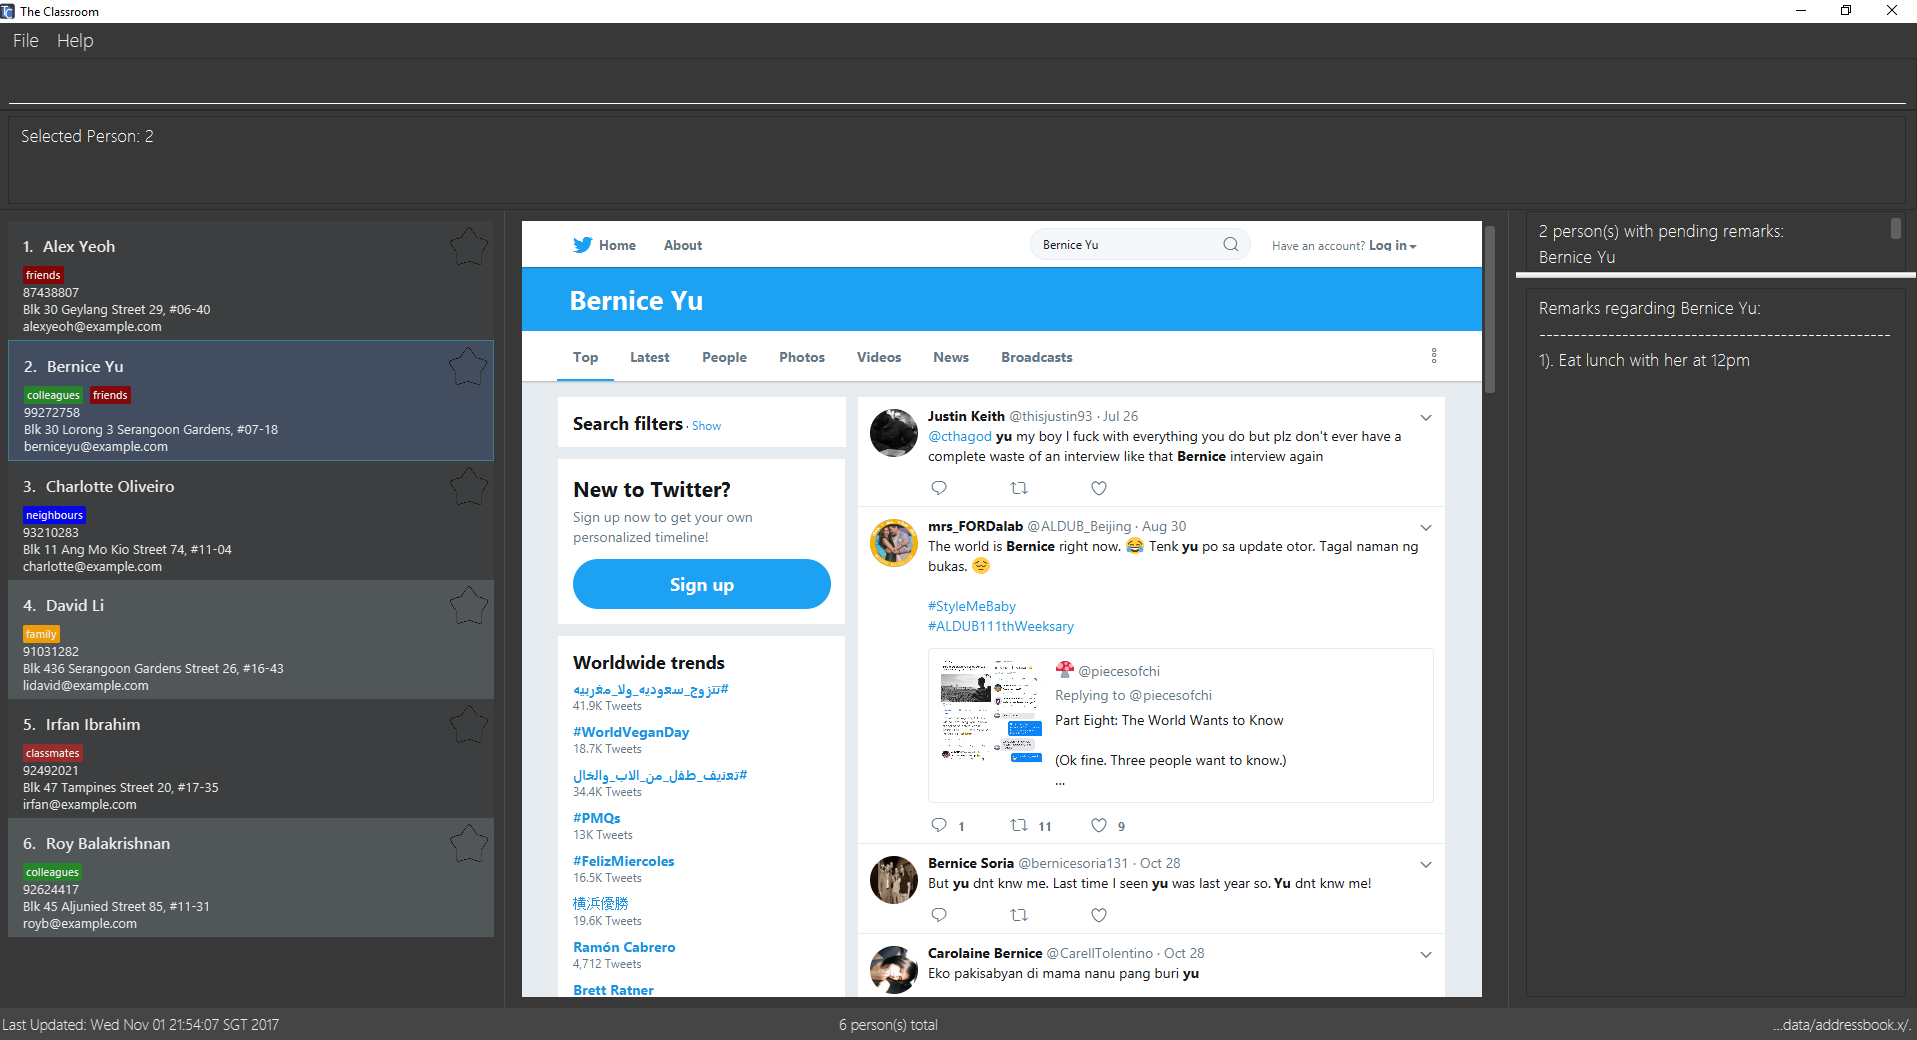 The Classroom
File Help
Selected Person: 2
1. Alex Yeoh
friends
87438807
Blk 30 Geylang Street 29, #06-40
alexyeoh@example.com
2. Bernice Yu
colleagues friends
99272758
Blk 30 Lorong 3 Serangoon Gardens, #07-18
berniceyu@example.com
3. Charlotte Oliveiro
neighbours
93210283
Blk 11 Ang Mo Kio Street 74, #11-04
charlotte@example.com
4. David Li
family
91031282
Blk 436 Serangoon Gardens Street 26, #16-43
lidavid@example.com
5. Irfan Ibrahim
classmates
92492021
Blk 47 Tampines Street 20, #17-35
irfan@example.com
6. Roy Balakrishnan
colleagues
92624417
Blk 45 Aljunied Street 85, #11-31
royb@example.com
Home About Bernice Yu Have an account? Log in
Bernice Yu
Top Latest People Photos Videos News Broadcasts
Search filters · Show
New to Twitter?
Sign up now to get your own
personalized timeline!
Sign up
Worldwide trends
#تتزوج_سعوديه_ولا_مغربيه
41.9K Tweets
#WorldVeganDay
18.7K Tweets
#تعنيف_طفل_من_الاب_والخال
34.4K Tweets
#PMQs
13K Tweets
#FelizMiercoles
16.5K Tweets
横浜優勝
19.6K Tweets
Ramón Cabrero
4,712 Tweets
Brett Ratner
Justin Keith @thisjustin93 · Jul 26
@cthagod yu my boy I fuck with everything you do but plz don't ever have a
complete waste of an interview like that Bernice interview again
mrs_FORDalab @ALDUB_Beijing · Aug 30
The world is Bernice right now. 😂 Tenk yu po sa update otor. Tagal naman ng
bukas. 😔
#StyleMeBaby
#ALDUB111thWeeksary
🍄 @piecesofchi
Replying to @piecesofchi
Part Eight: The World Wants to Know
(Ok fine. Three people want to know.)
...
1 11 9
Bernice Soria @bernicesoria131 · Oct 28
But yu dnt knw me. Last time I seen yu was last year so. Yu dnt knw me!
Carolaine Bernice @CarellTolentino · Oct 28
Eko pakisabyan di mama nanu pang buri yu
2 person(s) with pending remarks:
Bernice Yu
Remarks regarding Bernice Yu:
---------------------------------------------------
1). Eat lunch with her at 12pm
Last Updated: Wed Nov 01 21:54:07 SGT 2017
6 person(s) total
...data/addressbook.x/.